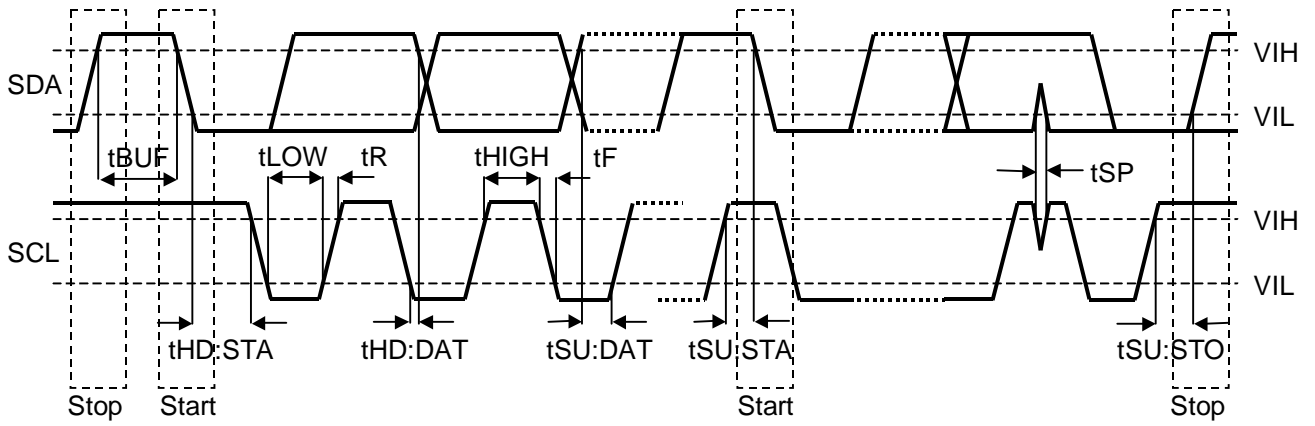 VIH
SDA
VIL
tBUF
tLOW
tR
tHIGH
tF
tSP
VIH
SCL
VIL
tHD:STA
tHD:DAT
tSU:DAT
tSU:STA
tSU:STO
Stop
Start
Start
Stop